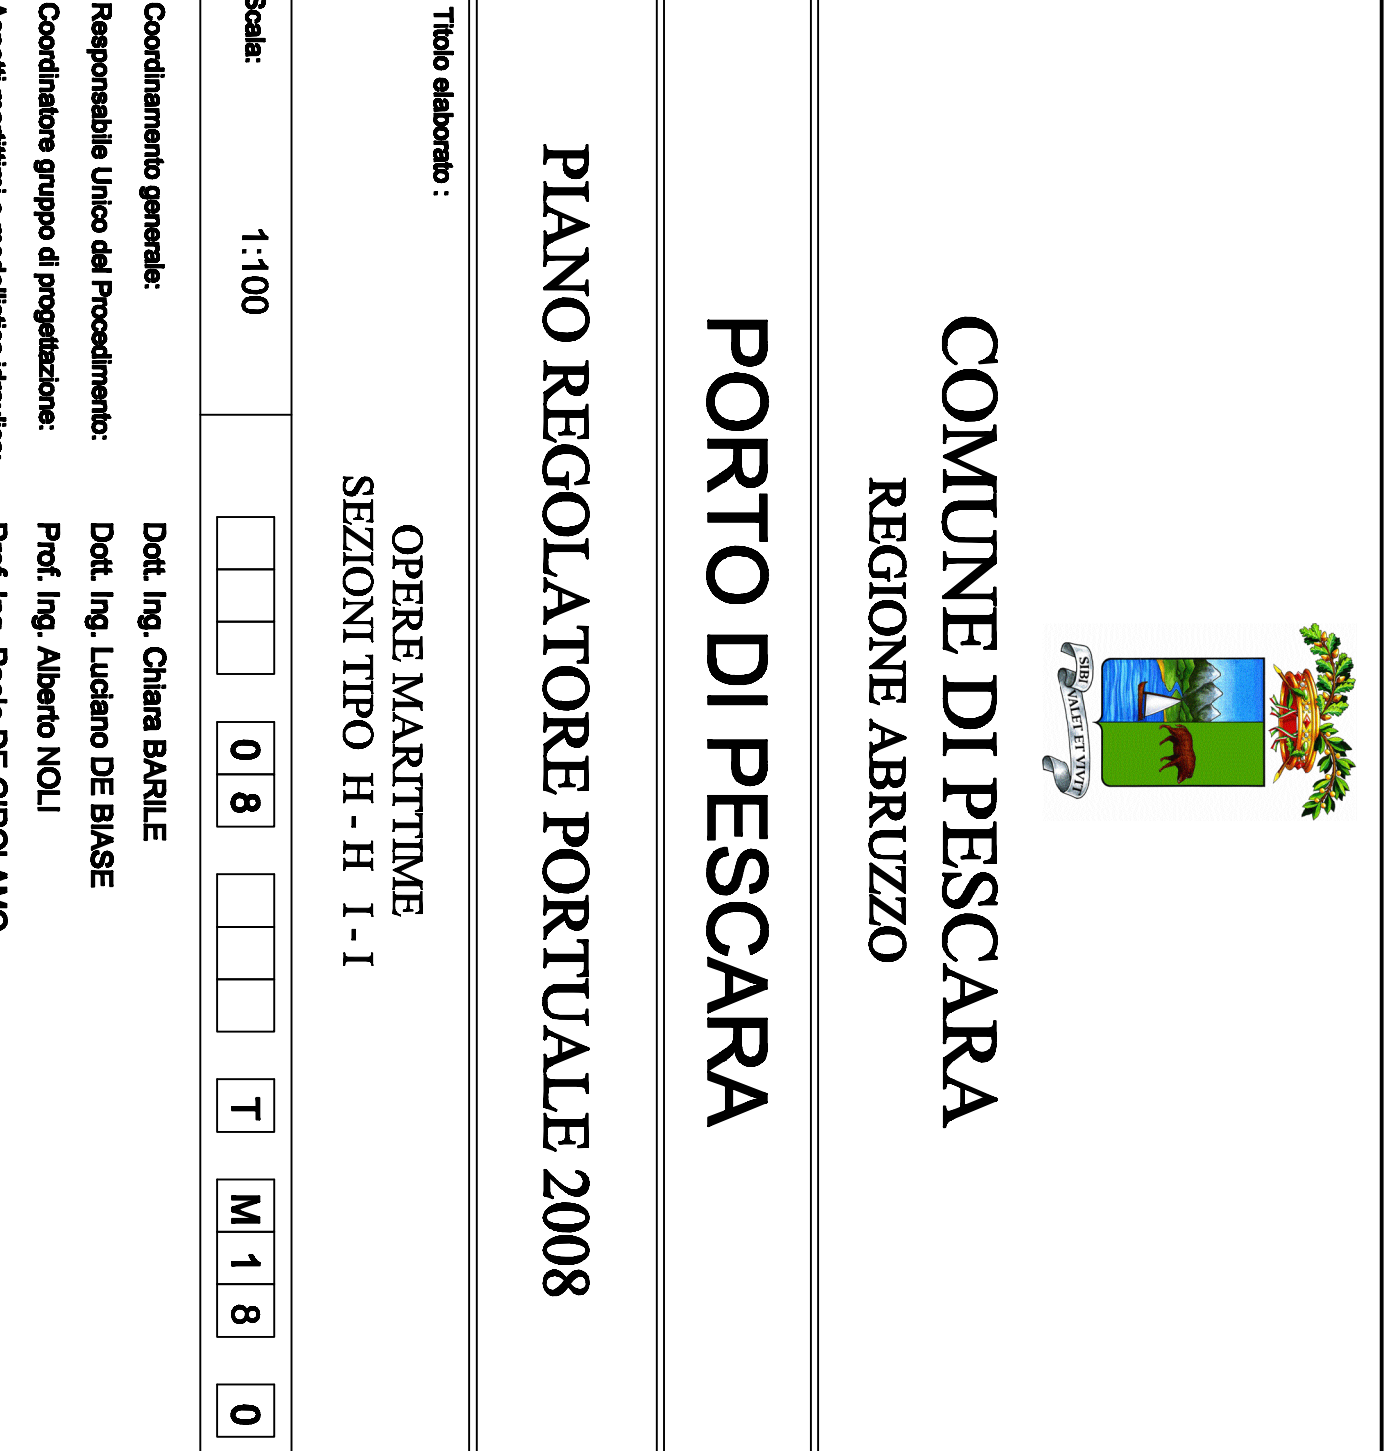 SIBI VALET ET VIVIT
COMUNE DI PESCARA
REGIONE ABRUZZO
PORTO DI PESCARA
PIANO REGOLATORE PORTUALE 2008
Titolo elaborato :
OPERE MARITTIME
SEZIONI TIPO H - H I - I
Scala: 1:100 0 8 T M 1 8 0
Coordinamento generale: Dott. Ing. Chiara BARILE
Responsabile Unico del Procedimento: Dott. Ing. Luciano DE BIASE
Coordinatore gruppo di progettazione: Prof. Ing. Alberto NOLI